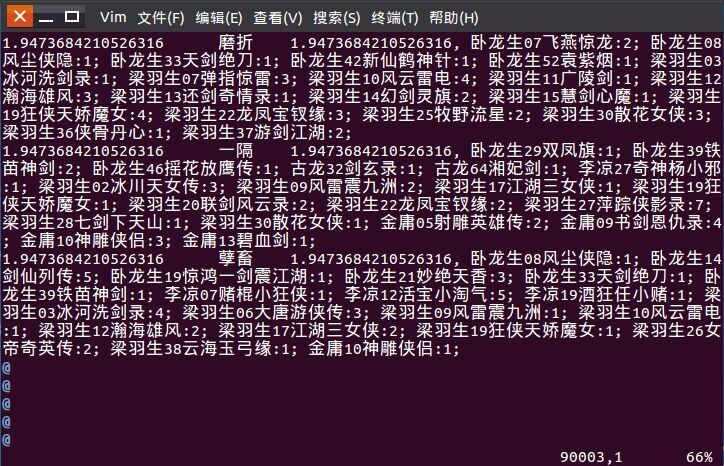 Vim 文件(F) 编辑(E) 查看(V) 搜索(S) 终端(T) 帮助(H)
1.9473684210526316 磨折 1.9473684210526316, 卧龙生07飞燕惊龙:2; 卧龙生08
风尘侠隐:1; 卧龙生33天剑绝刀:1; 卧龙生42新仙鹤神针:1; 卧龙生52袁紫烟:1; 梁羽生03
冰河洗剑录:1; 梁羽生07弹指惊雷:3; 梁羽生10风云雷电:4; 梁羽生11广陵剑:1; 梁羽生12
瀚海雄风:3; 梁羽生13还剑奇情录:1; 梁羽生14幻剑灵旗:2; 梁羽生15慧剑心魔:1; 梁羽生
19狂侠天娇魔女:4; 梁羽生22龙凤宝钗缘:3; 梁羽生25牧野流星:2; 梁羽生30散花女侠:3;
梁羽生36侠骨丹心:1; 梁羽生37游剑江湖:2;
1.9473684210526316 一隔 1.9473684210526316, 卧龙生29双凤旗:1; 卧龙生39铁
苗神剑:2; 卧龙生46摇花放鹰传:1; 古龙32剑玄录:1; 古龙64湘妃剑:1; 李凉27奇神杨小邪
:1; 梁羽生02冰川天女传:3; 梁羽生09风雷震九洲:2; 梁羽生17江湖三女侠:1; 梁羽生19狂
侠天娇魔女:1; 梁羽生20联剑风云录:2; 梁羽生22龙凤宝钗缘:2; 梁羽生27萍踪侠影录:7;
梁羽生28七剑下天山:1; 梁羽生30散花女侠:1; 金庸05射雕英雄传:2; 金庸09书剑恩仇录:4
; 金庸10神雕侠侣:3; 金庸13碧血剑:1;
1.9473684210526316 孽畜 1.9473684210526316, 卧龙生08风尘侠隐:1; 卧龙生14
剑仙列传:5; 卧龙生19惊鸿一剑震江湖:1; 卧龙生21妙绝天香:3; 卧龙生33天剑绝刀:1; 卧
龙生39铁苗神剑:1; 李凉07赌棍小狂侠:1; 李凉12活宝小淘气:5; 李凉19酒狂任小赌:1; 梁
羽生03冰河洗剑录:4; 梁羽生06大唐游侠传:3; 梁羽生09风雷震九洲:1; 梁羽生10风云雷电
:1; 梁羽生12瀚海雄风:2; 梁羽生17江湖三女侠:2; 梁羽生19狂侠天娇魔女:1; 梁羽生26女
帝奇英传:2; 梁羽生38云海玉弓缘:1; 金庸10神雕侠侣:1;
@
@
@
@
@
90003,1 66%